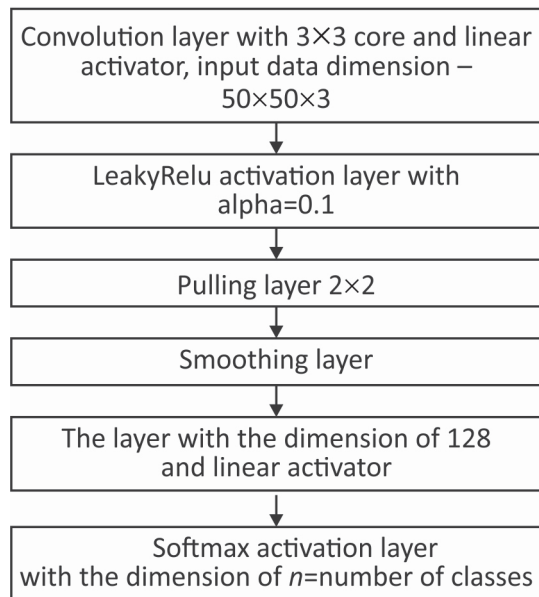 Convolution layer with 3×3 core and linear
activator, input data dimension –
50×50×3
LeakyRelu activation layer with
alpha=0.1
Pulling layer 2×2
Smoothing layer
The layer with the dimension of 128
and linear activator
Softmax activation layer
with the dimension of n=number of classes